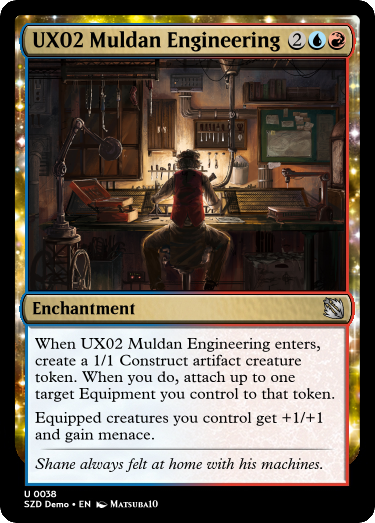 UX02 Muldan Engineering 2
Enchantment
When UX02 Muldan Engineering enters,
create a 1/1 Construct artifact creature
token. When you do, attach up to one
target Equipment you control to that token.
Equipped creatures you control get +1/+1
and gain menace.
Shane always felt at home with his machines.
U 0038
SZD Demo • EN Matsuba10